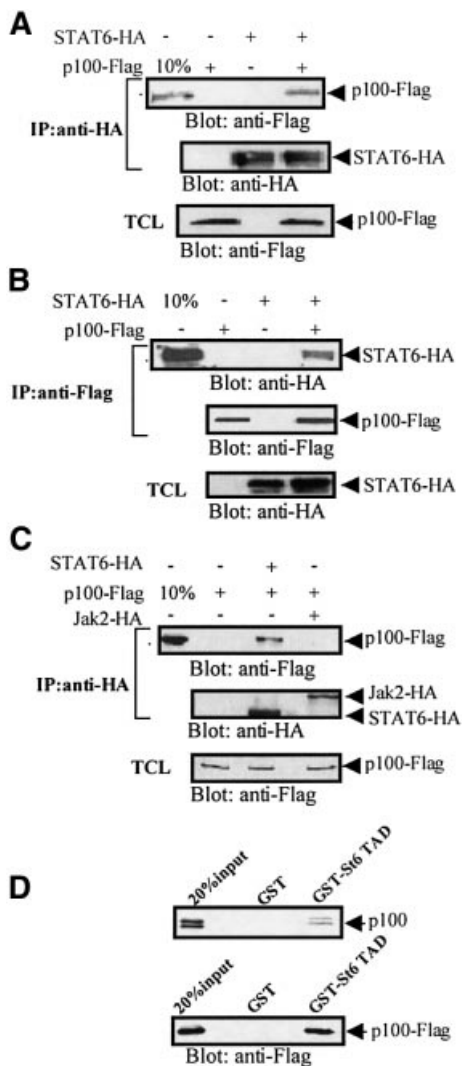 A
STAT6-HA - - + +
p100-Flag 10% + - +
IP:anti-HA
p100-Flag
Blot: anti-Flag
STAT6-HA
Blot: anti-HA
TCL
p100-Flag
Blot: anti-Flag
B
STAT6-HA 10% - + +
p100-Flag - + - +
IP:anti-Flag
STAT6-HA
Blot: anti-HA
p100-Flag
Blot: anti-Flag
TCL
STAT6-HA
Blot: anti-HA
C
STAT6-HA - - + -
p100-Flag 10% + + +
Jak2-HA - - - +
IP:anti-HA
p100-Flag
Blot: anti-Flag
Jak2-HA
STAT6-HA
Blot: anti-HA
TCL
p100-Flag
Blot: anti-Flag
D
20%input GST GST-St6 TAD
p100
20%input GST GST-St6 TAD
p100-Flag
Blot: anti-Flag